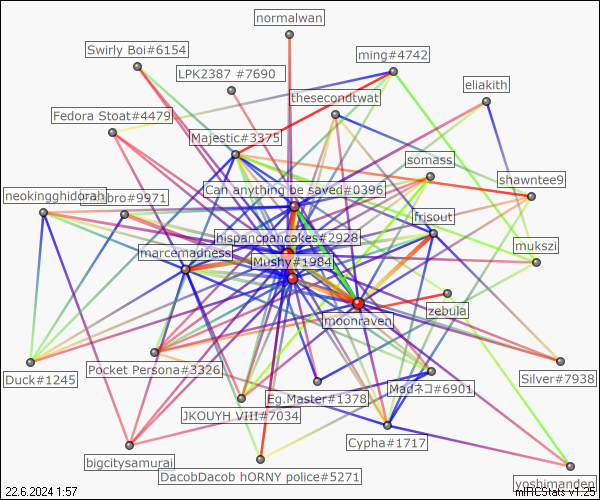 normalwan
Swirly Boi#6154
ming#4742
LPK2387 #7690
eliakith
thesecondtwat
Fedora Stoat#4479
Majestic#3375
somass
shawntee9
Can anything be saved#0396
neokingghidorah
bro#9971
frisout
hispancpancakes#2928
mukszi
marcemadness
Mushy#1984
zebula
moonraven
Pocket Persona#3326
Duck#1245
Silver#7938
Madネコ#6901
Eg.Master#1378
JKOUYH VIII#7034
Cypha#1717
bigcitysamurai
DacobDacob hORNY police#5271
yoshimanden
22.6.2024 1:57
mIRCStats v1.25